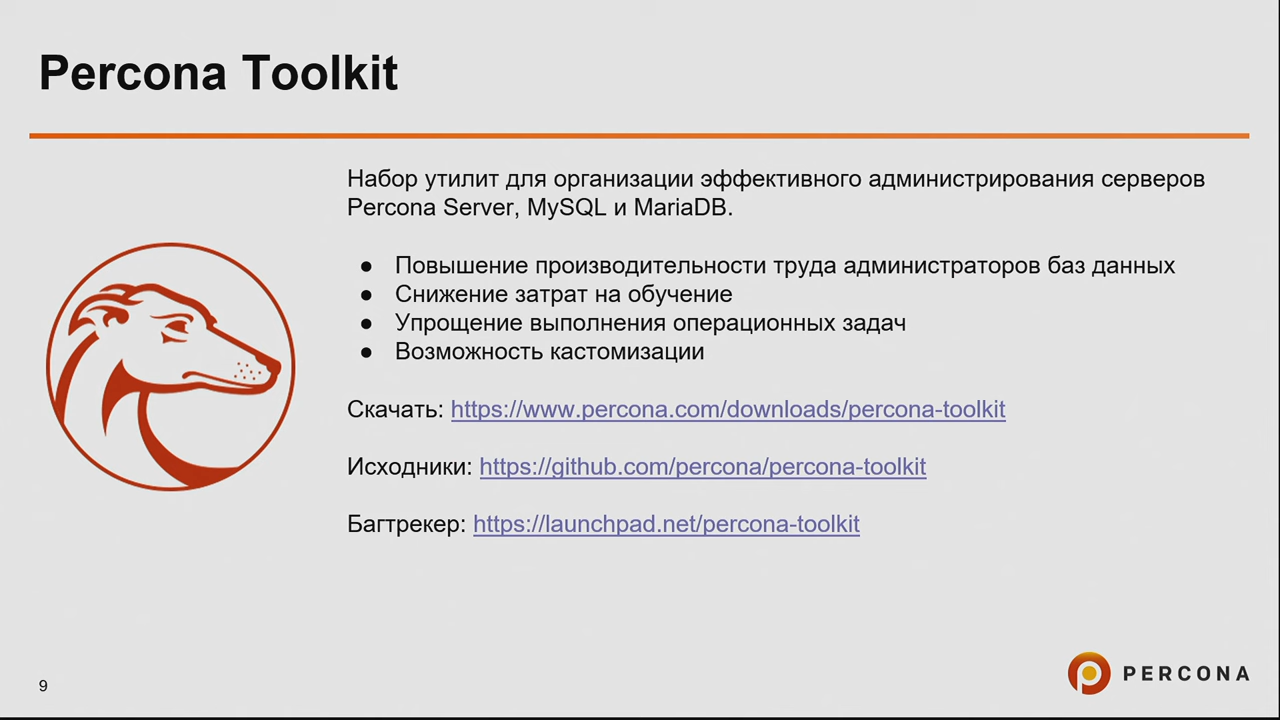 Percona Toolkit
Набор утилит для организации эффективного администрирования серверов
Percona Server, MySQL и MariaDB.
● Повышение производительности труда администраторов баз данных
● Снижение затрат на обучение
● Упрощение выполнения операционных задач
● Возможность кастомизации
Скачать: https://www.percona.com/downloads/percona-toolkit
Исходники: https://github.com/percona/percona-toolkit
Багтрекер: https://launchpad.net/percona-toolkit
9
PERCONA